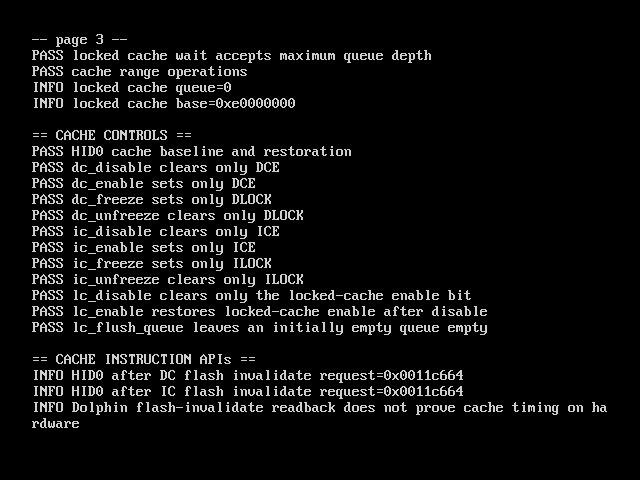 -- page 3 --
PASS locked cache wait accepts maximum queue depth
PASS cache range operations
INFO locked cache queue=0
INFO locked cache base=0xe0000000
== CACHE CONTROLS ==
PASS HID0 cache baseline and restoration
PASS dc_disable clears only DCE
PASS dc_enable sets only DCE
PASS dc_freeze sets only DLOCK
PASS dc_unfreeze clears only DLOCK
PASS ic_disable clears only ICE
PASS ic_enable sets only ICE
PASS ic_freeze sets only ILOCK
PASS ic_unfreeze clears only ILOCK
PASS lc_disable clears only the locked-cache enable bit
PASS lc_enable restores locked-cache enable after disable
PASS lc_flush_queue leaves an initially empty queue empty
== CACHE INSTRUCTION APIs ==
INFO HID0 after DC flash invalidate request=0x0011c664
INFO HID0 after IC flash invalidate request=0x0011c664
INFO Dolphin flash-invalidate readback does not prove cache timing on ha
rdware